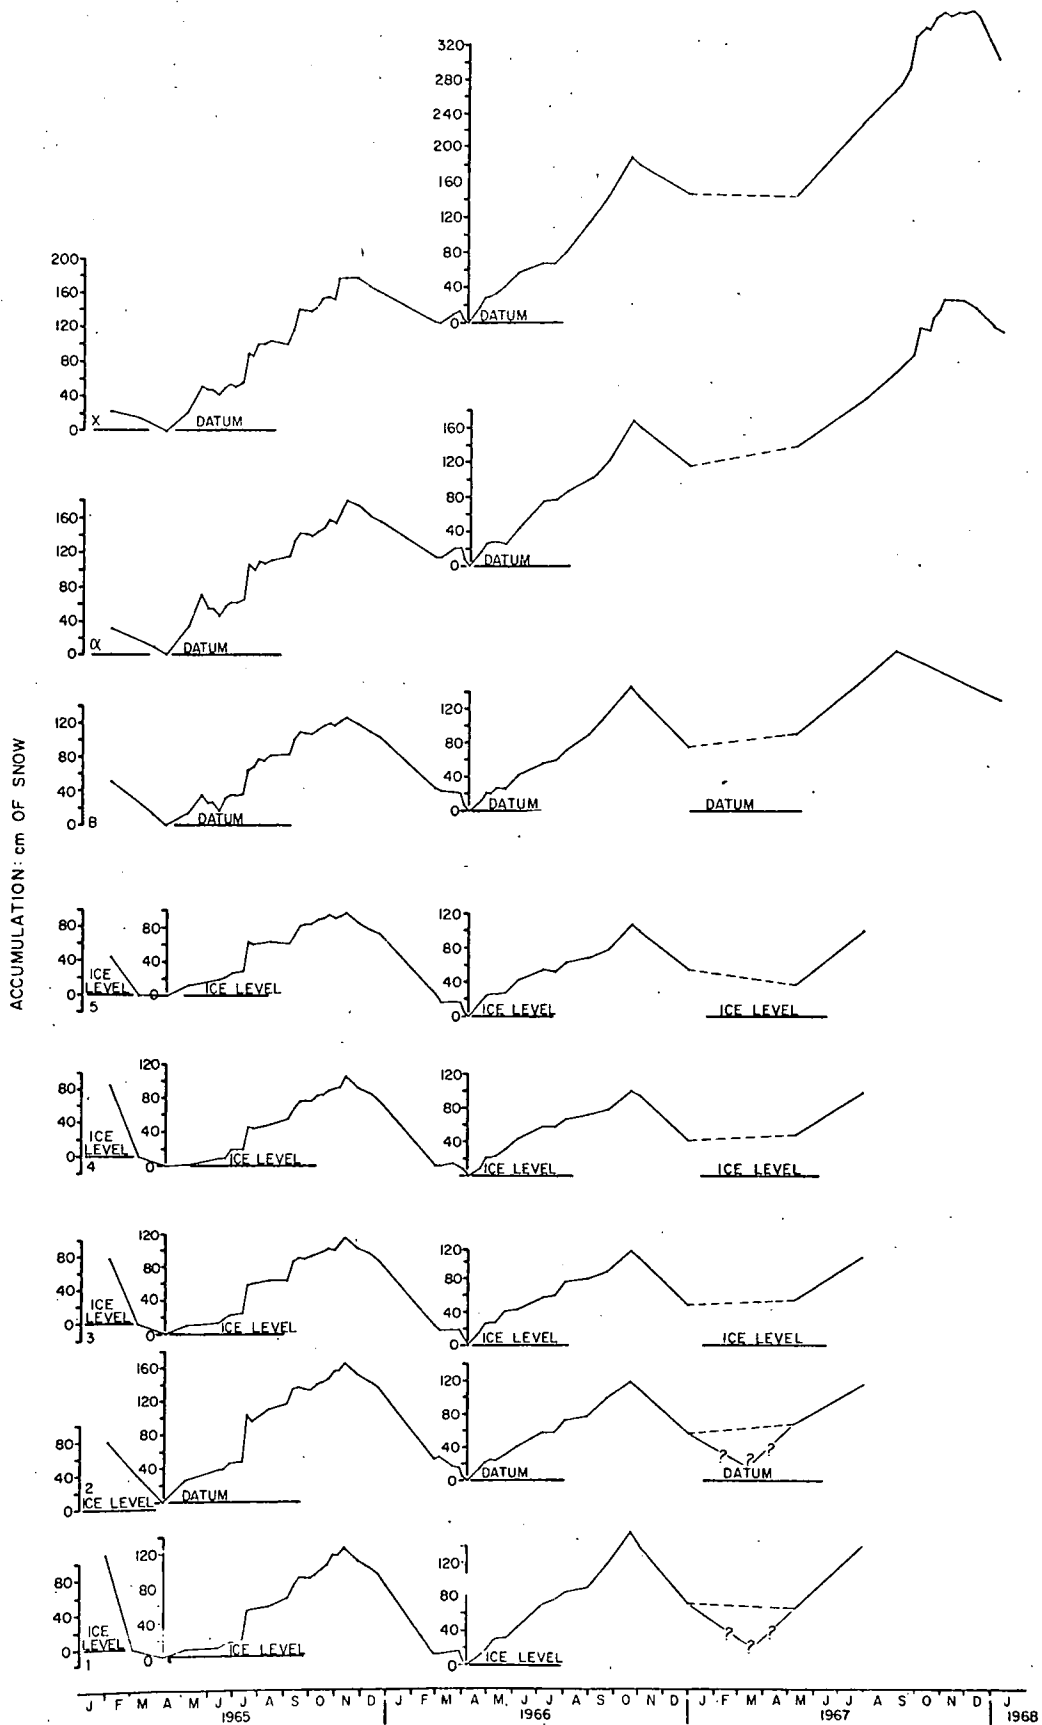 ACCUMULATION: cm OF SNOW
320
280
240
200
160
120
80
40
0
DATUM
200
160
120
80
40
0
X
DATUM
160
120
80
40
0
DATUM
160
120
80
40
0
α
DATUM
120
80
40
0
B
DATUM
120
80
40
0
DATUM
DATUM
80
0
ICE
LEVEL
5
80
40
0
ICE LEVEL
120
80
40
0
ICE LEVEL
ICE LEVEL
80
40
0
ICE
LEVEL
4
120
80
40
0
ICE LEVEL
120
80
40
ICE LEVEL
ICE LEVEL
80
40
0
ICE
LEVEL
3
120
80
40
0
ICE LEVEL
120
80
40
0
ICE LEVEL
ICE LEVEL
80
40
0
2
ICE LEVEL
160
120
80
40
DATUM
120
80
40
0
DATUM
? ? ?
DATUM
80
40
0
ICE
LEVEL
1
120
80
40
0
ICE LEVEL
120
80
40
0
ICE LEVEL
? ? ?
J F M A M J J A S O N D J F M A M J J A S O N D J F M A M J J A S O N D J
1965 1966 1967 1968